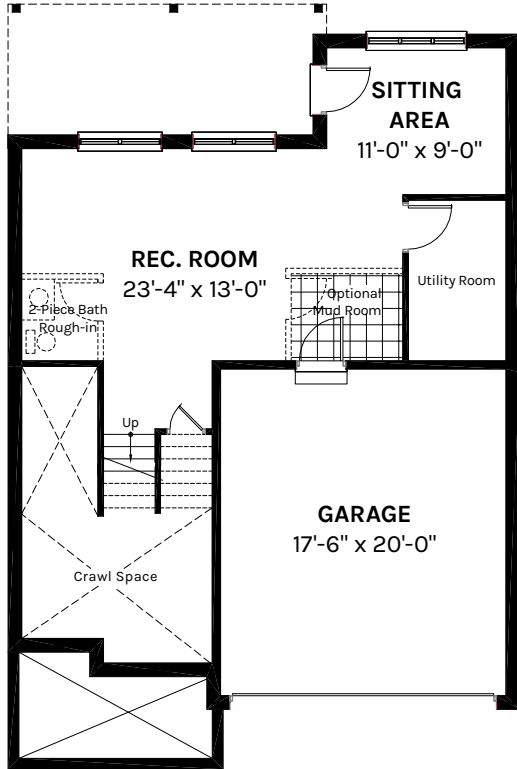 SITTING
AREA
11'-0" x 9'-0"
REC. ROOM
23'-4" x 13'-0"
Utility Room
Optional
Mud Room
2-Piece Bath
Rough-in
Up
GARAGE
17'-6" x 20'-0"
Crawl Space